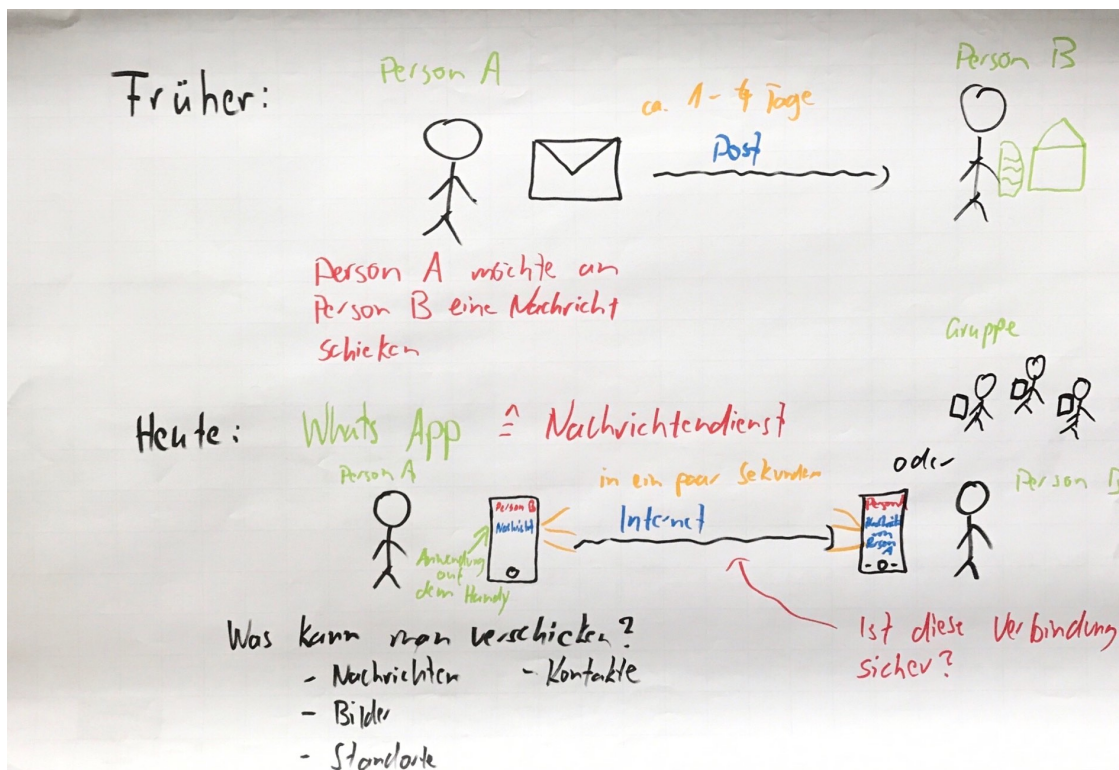 Früher:
Person A
Person B
ca. 1 - 4 Tage
Post
Person A möchte an
Person B eine Nachricht
schicken
Gruppe
Heute:
Whats App ≙ Nachrichtendienst
oder
Person A
Person B
Nachricht
Anwendung
auf
dem Handy
in ein paar Sekunden
Internet
Person A
Nachricht
von
Person
A
Person B
Was kann man verschicken?
- Nachrichten
- Kontakte
- Bilder
- Standorte
Ist diese Verbindung
sicher?